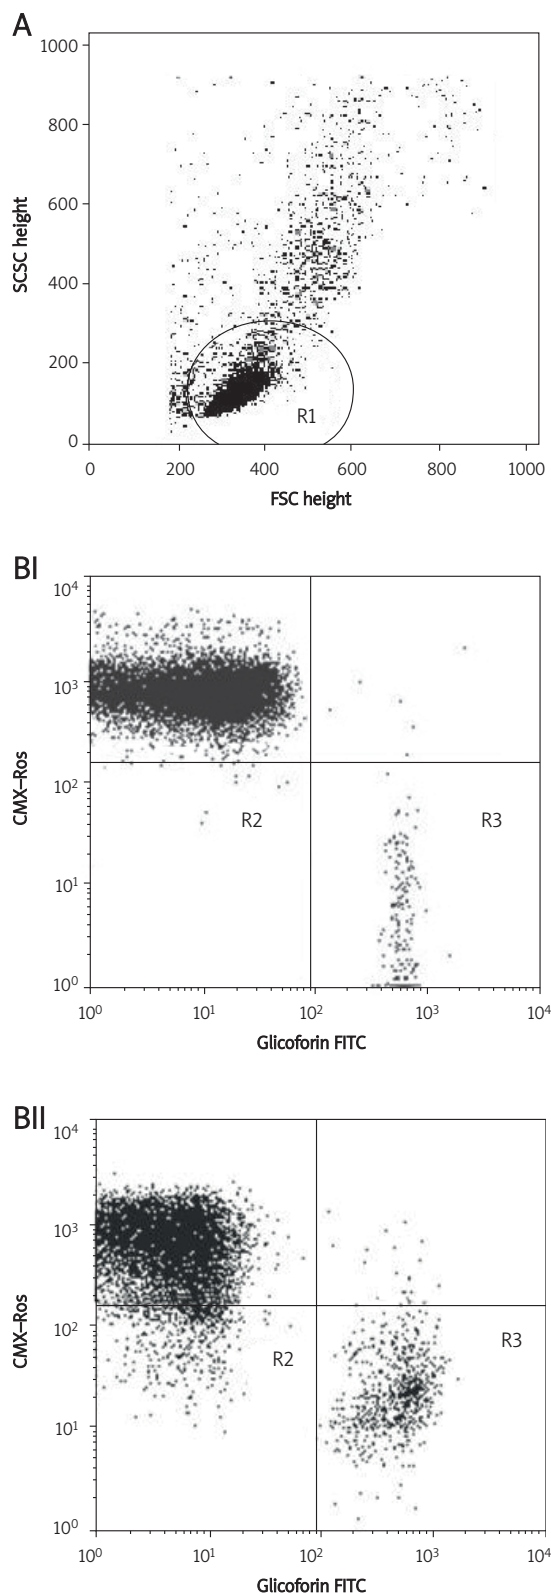 A
1000
800
600
400
200
0
SCSC height
R1
0 200 400 600 800 1000
FSC height
BI
10⁴
10³
10²
10¹
10⁰
CMX–Ros
R2 R3
10⁰ 10¹ 10² 10³ 10⁴
Glicoforin FITC
BII
10⁴
10³
10²
10¹
10⁰
CMX–Ros
R2 R3
10⁰ 10¹ 10² 10³ 10⁴
Glicoforin FITC